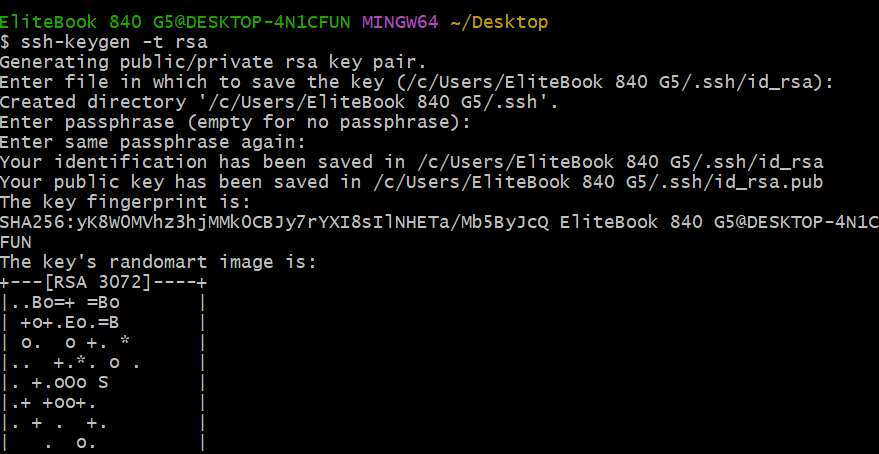 EliteBook 840 G5@DESKTOP-4N1CFUN MINGW64 ~/Desktop
$ ssh-keygen -t rsa
Generating public/private rsa key pair.
Enter file in which to save the key (/c/Users/EliteBook 840 G5/.ssh/id_rsa):
Created directory '/c/Users/EliteBook 840 G5/.ssh'.
Enter passphrase (empty for no passphrase):
Enter same passphrase again:
Your identification has been saved in /c/Users/EliteBook 840 G5/.ssh/id_rsa
Your public key has been saved in /c/Users/EliteBook 840 G5/.ssh/id_rsa.pub
The key fingerprint is:
SHA256:yK8W0MVhz3hjMMk0CBJy7rYXI8sIlNHETa/Mb5ByJcQ EliteBook 840 G5@DESKTOP-4N1C
FUN
The key's randomart image is:
+---[RSA 3072]----+
|..Bo=+ =Bo       |
| +o+.Eo.=B       |
| o.  o +. *      |
|..  +.*. o .     |
|. +.oOo S        |
|.+ +oo+.         |
|. + .  +.        |
|   .  o.         |